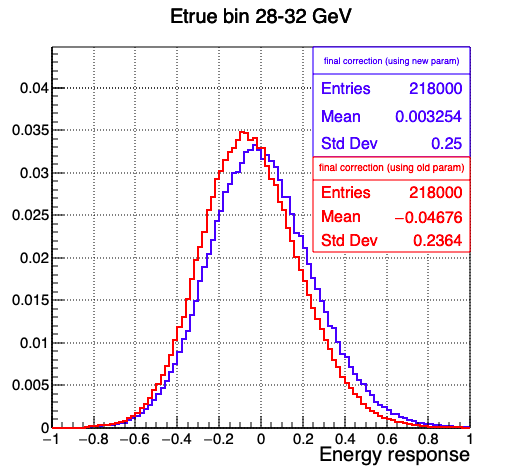 Etrue bin 28-32 GeV
final correction (using new param)
Entries 218000
Mean 0.003254
Std Dev 0.25
final correction (using old param)
Entries 218000
Mean −0.04676
Std Dev 0.2364
0.04
0.035
0.03
0.025
0.02
0.015
0.01
0.005
0
−1 −0.8 −0.6 −0.4 −0.2 0 0.2 0.4 0.6 0.8 1
Energy response